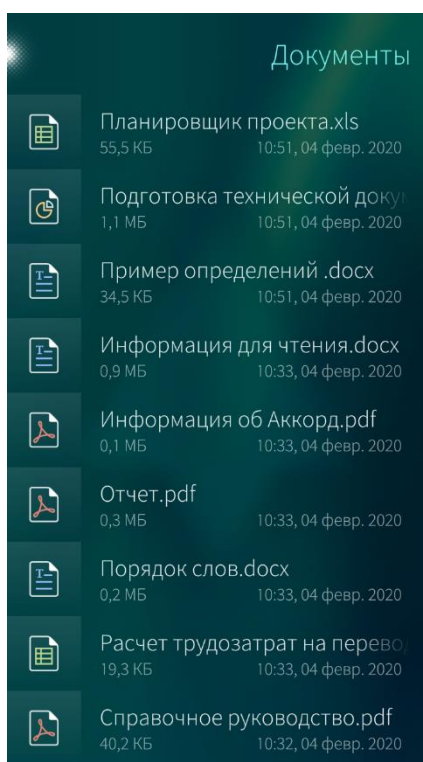 Документы
Планировщик проекта.xls
55,5 КБ 10:51, 04 февр. 2020
Подготовка технической
1,1 МБ 10:51, 04 февр. 2020
Пример определений .docx
34,5 КБ 10:51, 04 февр. 2020
Информация для чтения.docx
0,9 МБ 10:33, 04 февр. 2020
Информация об Аккорд.pdf
0,1 МБ 10:33, 04 февр. 2020
Отчет.pdf
0,3 МБ 10:33, 04 февр. 2020
Порядок слов.docx
0,2 МБ 10:33, 04 февр. 2020
Расчет трудозатрат на
19,3 КБ 10:33, 04 февр. 2020
Справочное руководство.pdf
40,2 КБ 10:32, 04 февр. 2020